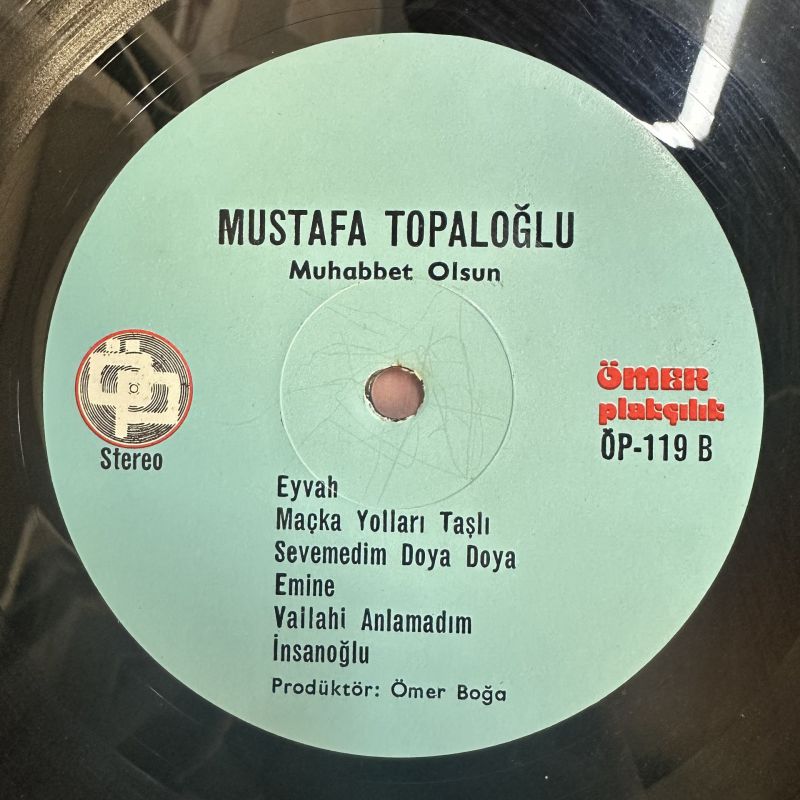 MUSTAFA TOPALOĞLU
Muhabbet Olsun
ÖMER
plakçılık
Stereo
ÖP-119 B
Eyvah
Maçka Yolları Taşlı
Sevemedim Doya Doya
Emine
Vallahi Anlamadım
İnsanoğlu
Prodüktör: Ömer Boğa